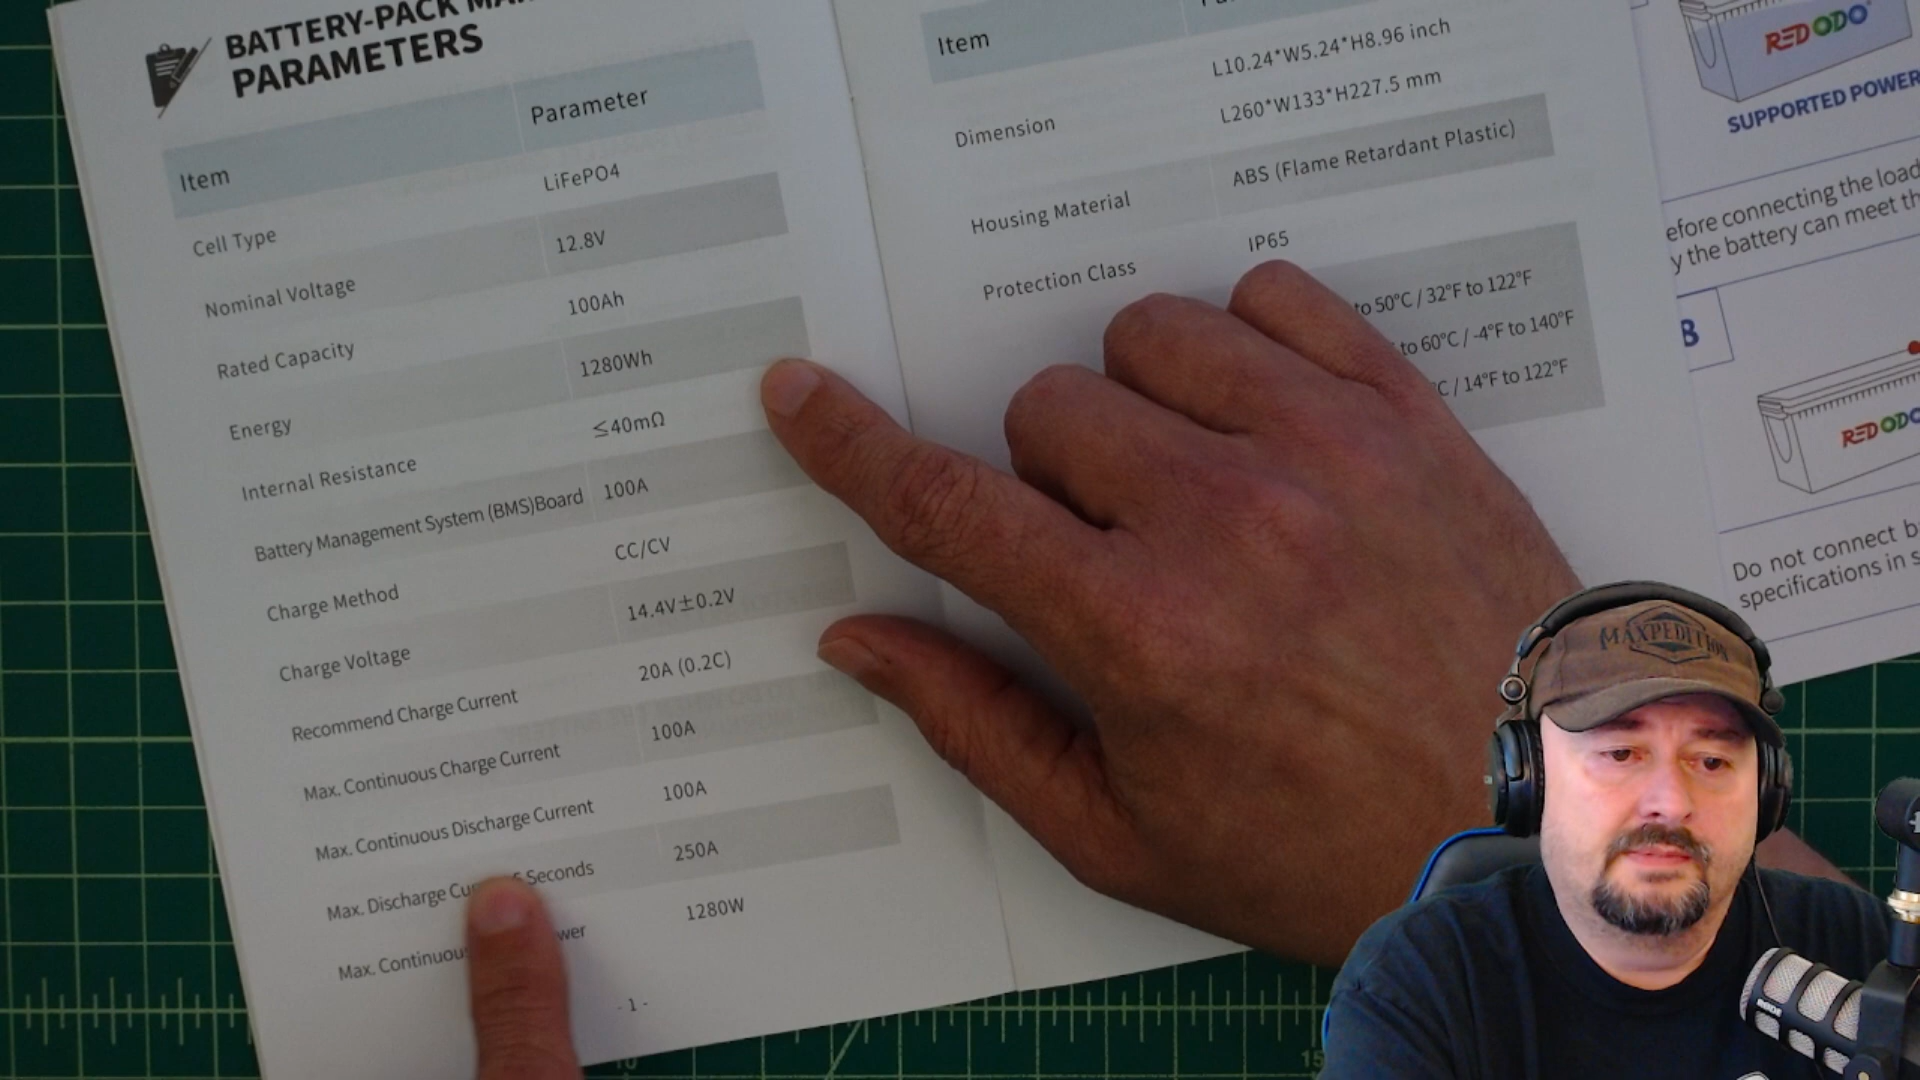 BATTERY-PACK
PARAMETERS
Item Parameter
Cell Type LiFePO4
Nominal Voltage 12.8V
Rated Capacity 100Ah
Energy 1280Wh
Internal Resistance ≤40mΩ
Battery Management System (BMS)Board 100A
Charge Method CC/CV
Charge Voltage 14.4V±0.2V
Recommend Charge Current 20A (0.2C)
Max. Continuous Charge Current 100A
Max. Continuous Discharge Current 100A
Max. Discharge 5 Seconds 250A
Max. Continuous 1280W
- 1 -
Item
Dimension L10.24*W5.24*H8.96 inch
L260*W133*H227.5 mm
Housing Material ABS (Flame Retardant Plastic)
Protection Class IP65
to 50°C / 32°F to 122°F
to 60°C / -4°F to 140°F
°C / 14°F to 122°F
REDODO
SUPPORTED POWER
efore connecting the load
y the battery can meet th
B
REDODO
Do not connect b
specifications in s
MAXPEDITION
10
15